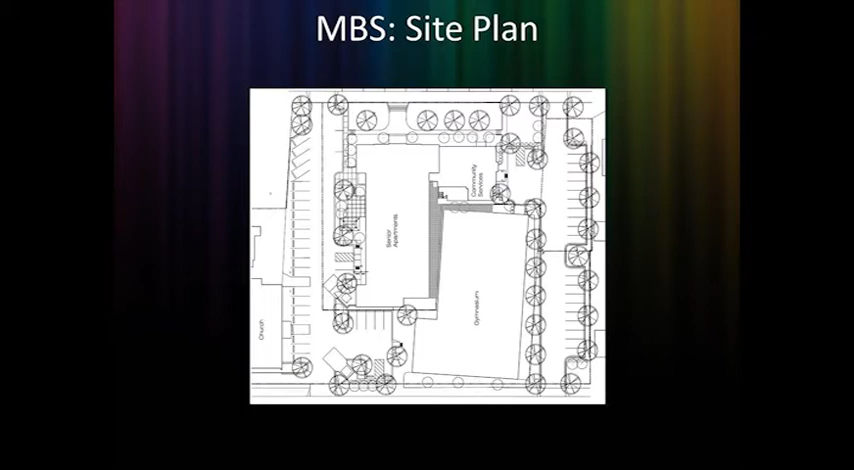 MBS: Site Plan
Community
Services
Senior
Apartments
Gymnasium
Church